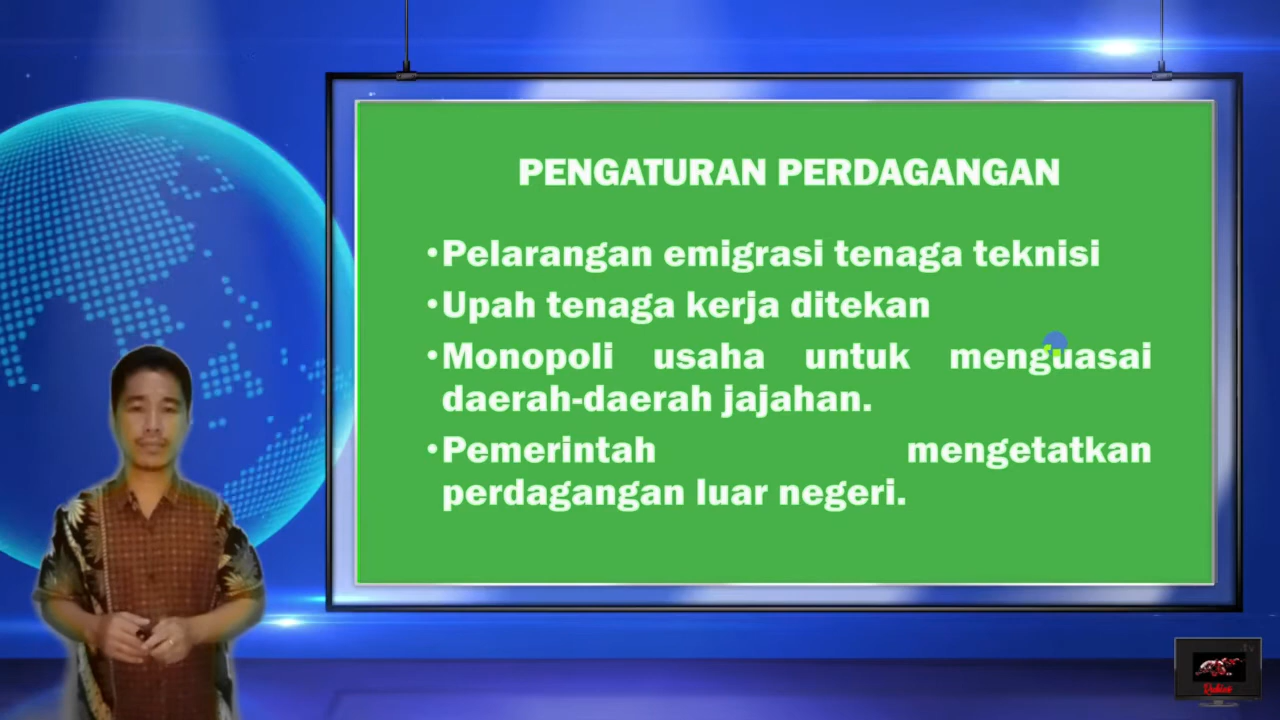 PENGATURAN PERDAGANGAN
•Pelarangan emigrasi tenaga teknisi
•Upah tenaga kerja ditekan
•Monopoli usaha untuk menguasai
daerah-daerah jajahan.
•Pemerintah mengetatkan
perdagangan luar negeri.